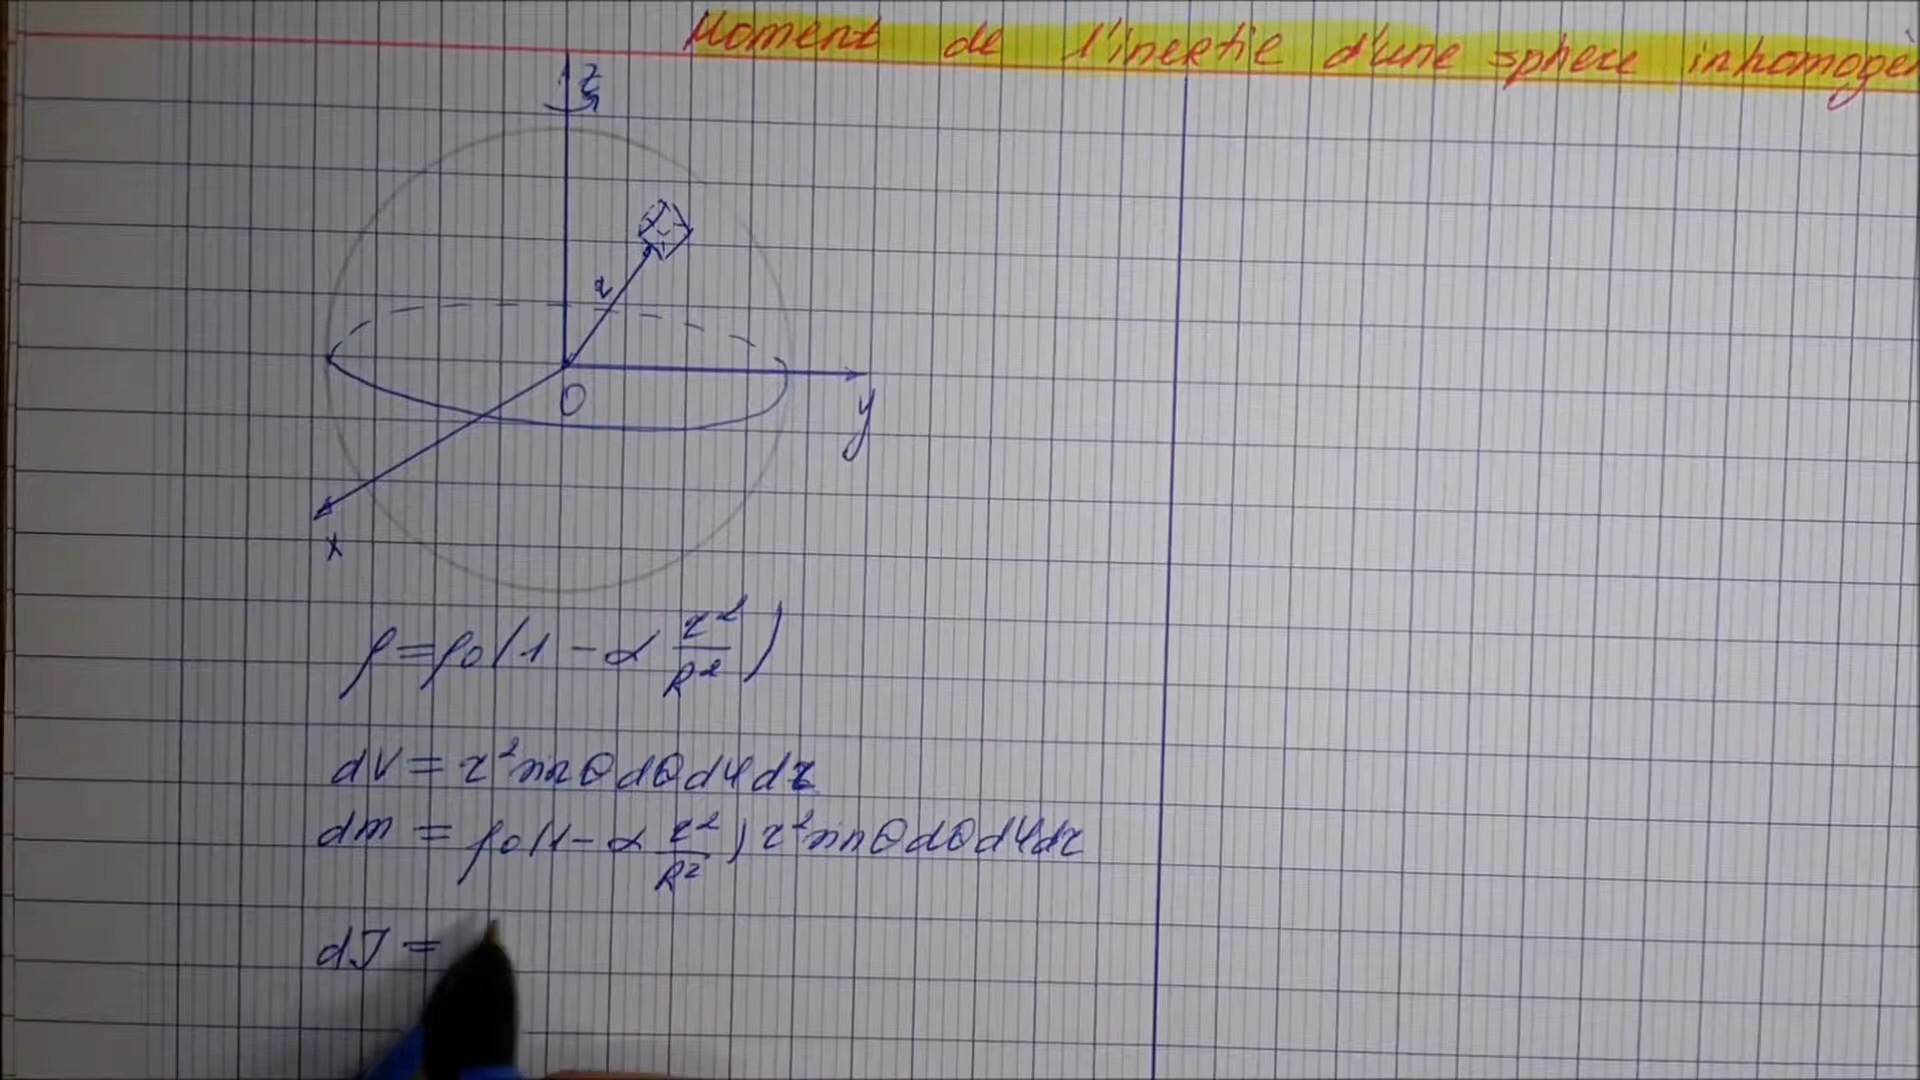 Moment de l'inertie d'une sphere inhomogè
z
r
O
y
x
ρ = ρ0(1 - α r²/R²)
dV = r² sin θ dθ dφ dr
dm = ρ0(1 - α r²/R²) r² sin θ dθ dφ dr
dJ =